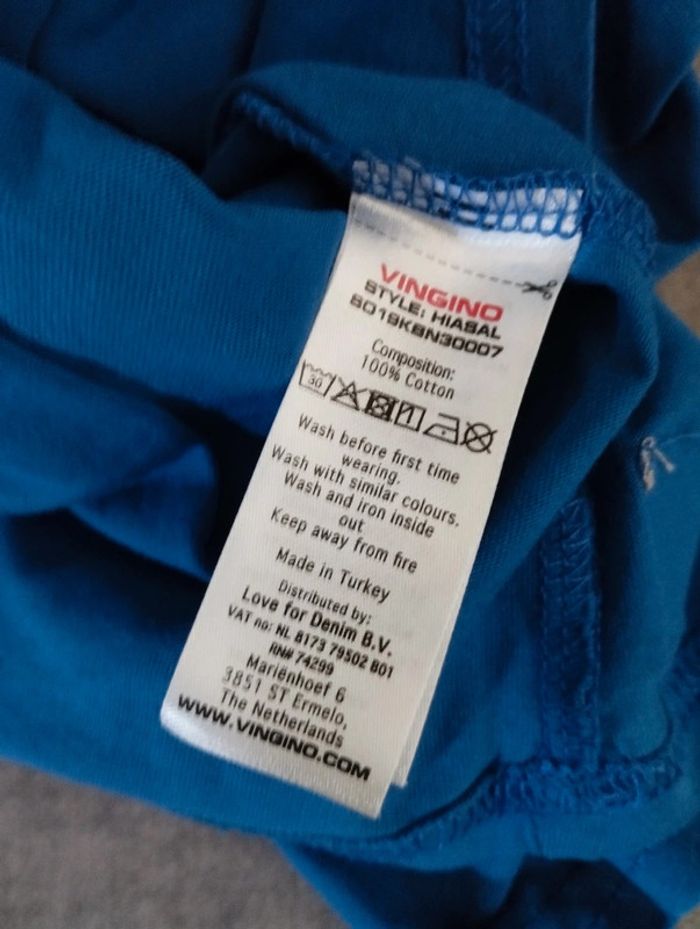 VINGINO
STYLE: HIASAL
SO19KBN30007
Composition:
100% Cotton
30
Wash before first time
wearing.
Wash with similar colours.
Wash and iron inside
out
Keep away from fire
Made in Turkey
Distributed by:
Love for Denim B.V.
VAT no: NL 8173 79502 B01
RN# 74299
Mariënhoef 6
3851 ST Ermelo,
The Netherlands
WWW.VINGINO.COM